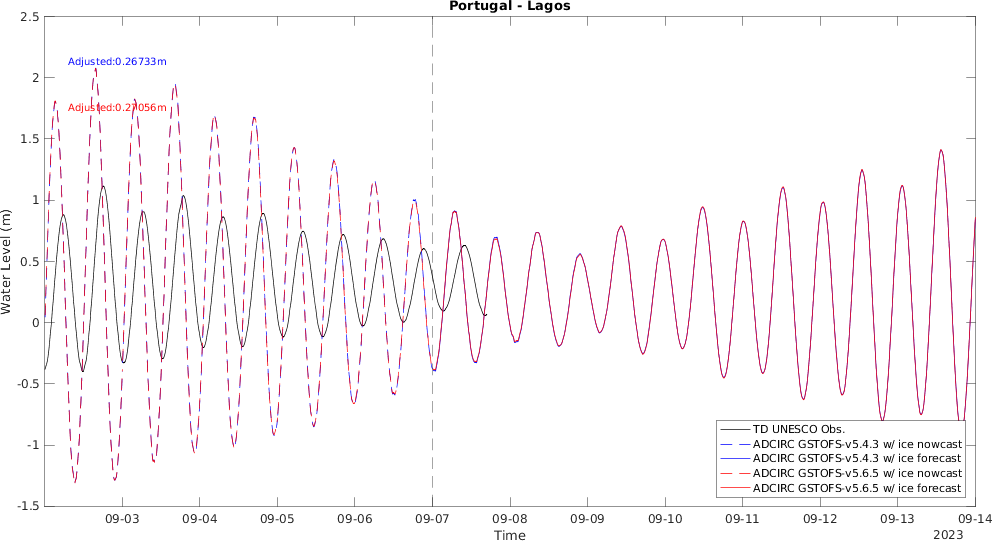 Portugal - Lagos
2.5
2
1.5
1
0.5
0
-0.5
-1
-1.5
Water Level (m)
Adjusted:0.26733m
Adjusted:0.27056m
TD UNESCO Obs.
ADCIRC GSTOFS-v5.4.3 w/ ice nowcast
ADCIRC GSTOFS-v5.4.3 w/ ice forecast
ADCIRC GSTOFS-v5.6.5 w/ ice nowcast
ADCIRC GSTOFS-v5.6.5 w/ ice forecast
09-03 09-04 09-05 09-06 09-07 09-08 09-09 09-10 09-11 09-12 09-13 09-14
Time
2023